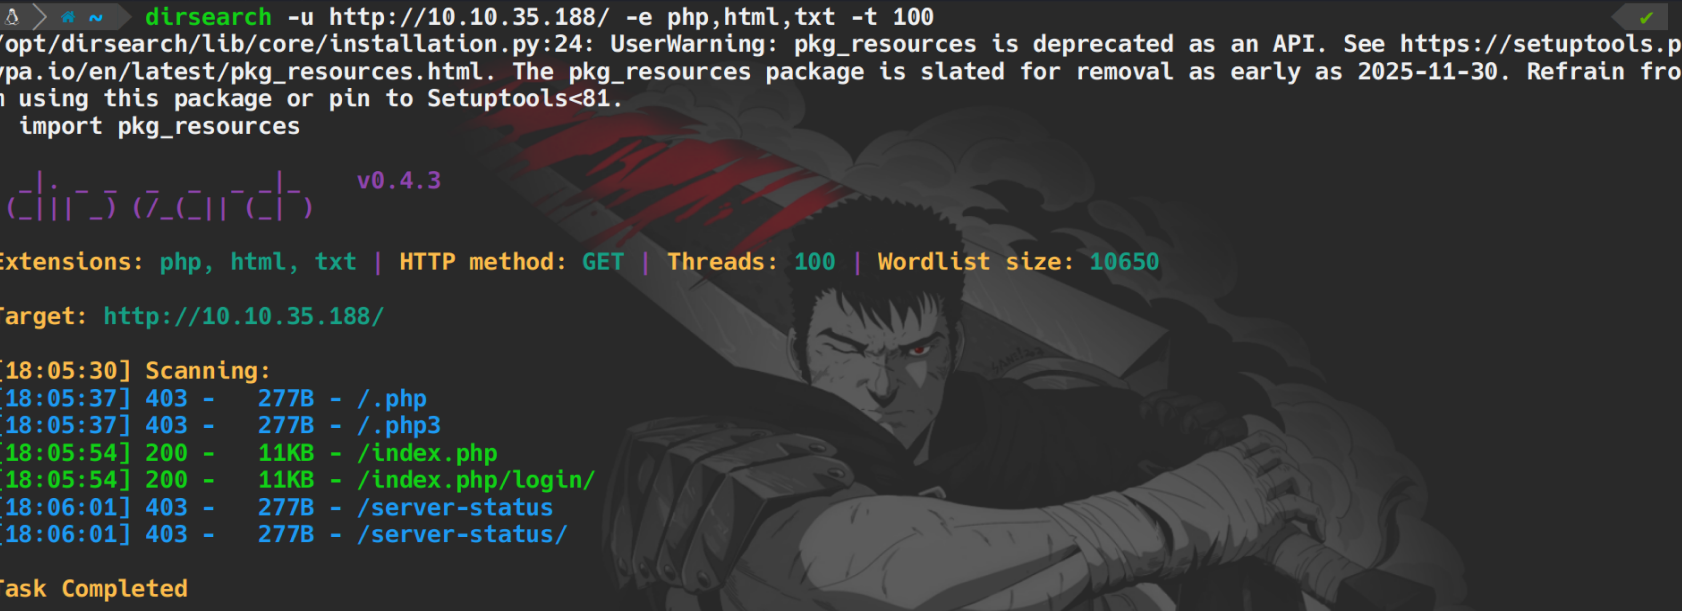 dirsearch -u http://10.10.35.188/ -e php,html,txt -t 100
/opt/dirsearch/lib/core/installation.py:24: UserWarning: pkg_resources is deprecated as an API. See https://setuptools.p
ypa.io/en/latest/pkg_resources.html. The pkg_resources package is slated for removal as early as 2025-11-30. Refrain fro
m using this package or pin to Setuptools<81.
  import pkg_resources
  _|. _ _  _  _  _ _|_    v0.4.3
 (_||| _) (/_(_|| (_| )
Extensions: php, html, txt | HTTP method: GET | Threads: 100 | Wordlist size: 10650
Target: http://10.10.35.188/
[18:05:30] Scanning:
[18:05:37] 403 -   277B - /.php
[18:05:37] 403 -   277B - /.php3
[18:05:54] 200 -   11KB - /index.php
[18:05:54] 200 -   11KB - /index.php/login/
[18:06:01] 403 -   277B - /server-status
[18:06:01] 403 -   277B - /server-status/
Task Completed